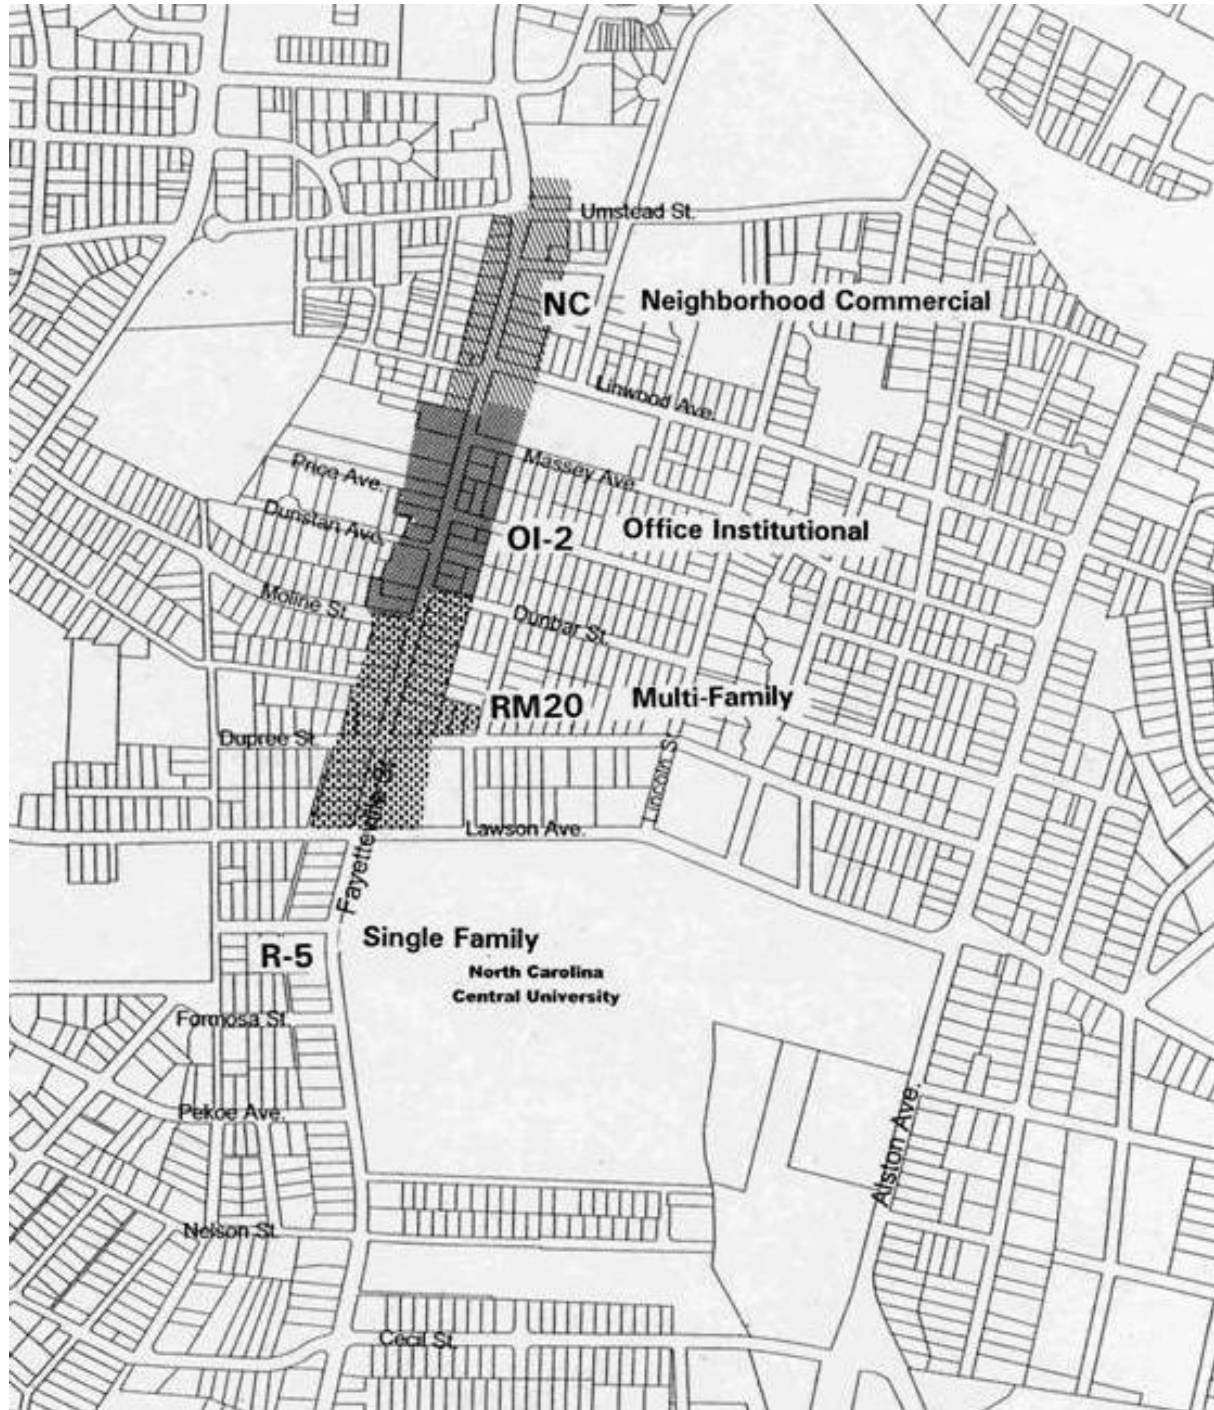 Umstead St.
NC Neighborhood Commercial
Linwood Ave.
Price Ave.
Massey Ave.
Dunstan Ave.
OI-2 Office Institutional
Moline St.
Dunbar St.
RM20 Multi-Family
Dupree St.
Lincoln St.
Lawson Ave.
Fayetteville St.
Single Family
R-5
North Carolina
Central University
Formosa St.
Pekoe Ave.
Alston Ave.
Nelson St.
Cecil St.